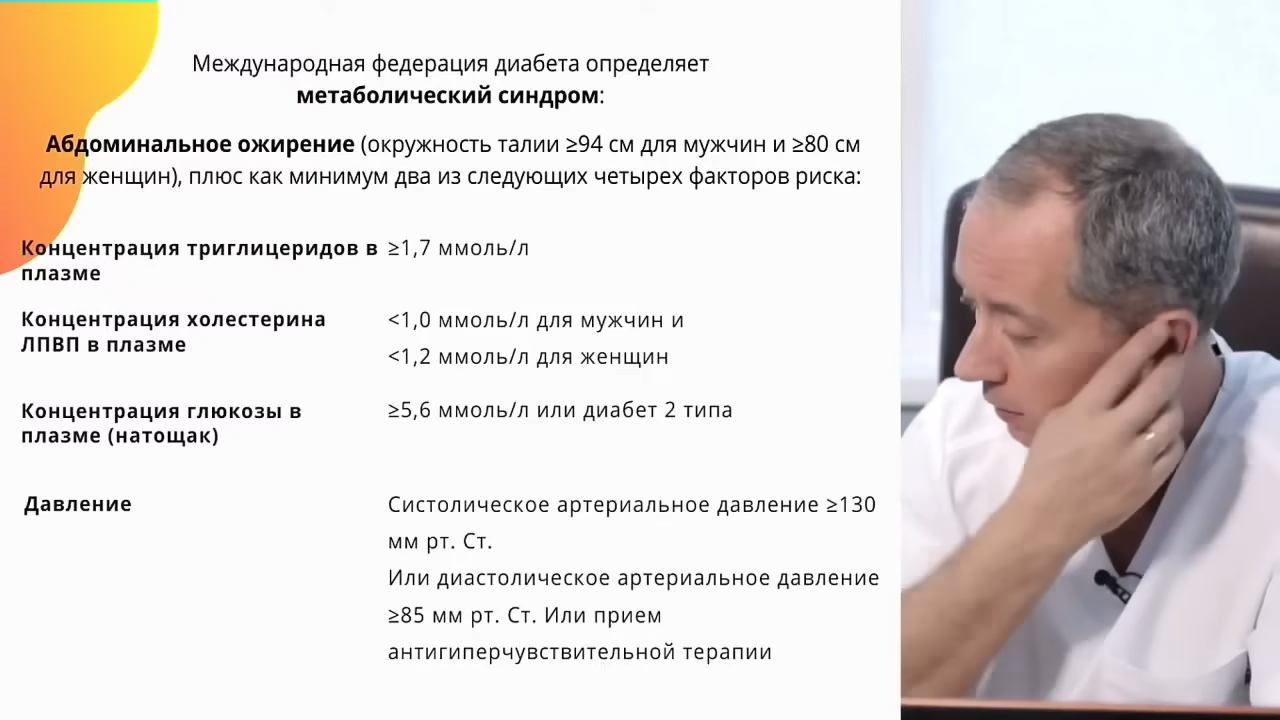 Международная федерация диабета определяет
метаболический синдром:
Абдоминальное ожирение (окружность талии ≥94 см для мужчин и ≥80 см
для женщин), плюс как минимум два из следующих четырех факторов риска:
Концентрация триглицеридов в ≥1,7 ммоль/л
плазме
Концентрация холестерина <1,0 ммоль/л для мужчин и
ЛПВП в плазме
<1,2 ммоль/л для женщин
Концентрация глюкозы в ≥5,6 ммоль/л или диабет 2 типа
плазме (натощак)
Давление Систолическое артериальное давление ≥130
мм рт. Ст.
Или диастолическое артериальное давление
≥85 мм рт. Ст. Или прием
антигиперчувствительной терапии